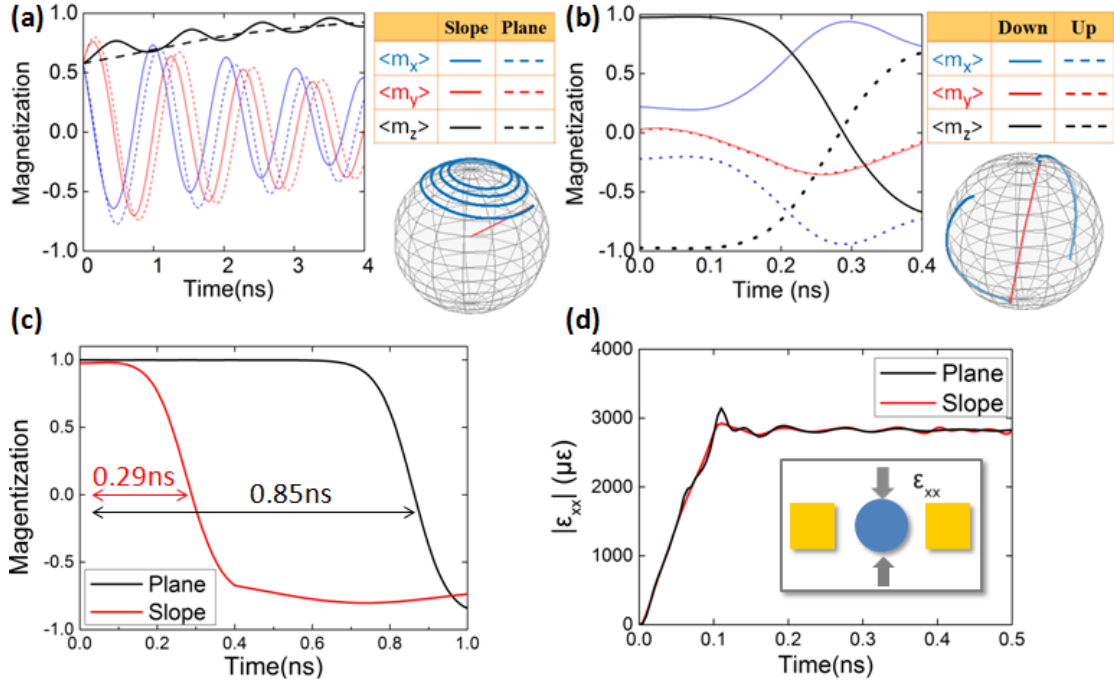 (a)
1.0
0.5
0.0
-0.5
-1.0
Magnetization
0 1 2 3 4
Time(ns)
Slope Plane
<mx>
<my>
<mz>
(b)
1.0
0.5
0.0
-0.5
-1.0
Magnetization
0.0 0.1 0.2 0.3 0.4
Time (ns)
Down Up
<mx>
<my>
<mz>
(c)
1.0
0.5
0.0
-0.5
-1.0
Magentization
0.29ns
0.85ns
Plane
Slope
0.0 0.2 0.4 0.6 0.8 1.0
Time(ns)
(d)
4000
3000
2000
1000
0
|εxx| (με)
Plane
Slope
εxx
0.0 0.1 0.2 0.3 0.4 0.5
Time(ns)